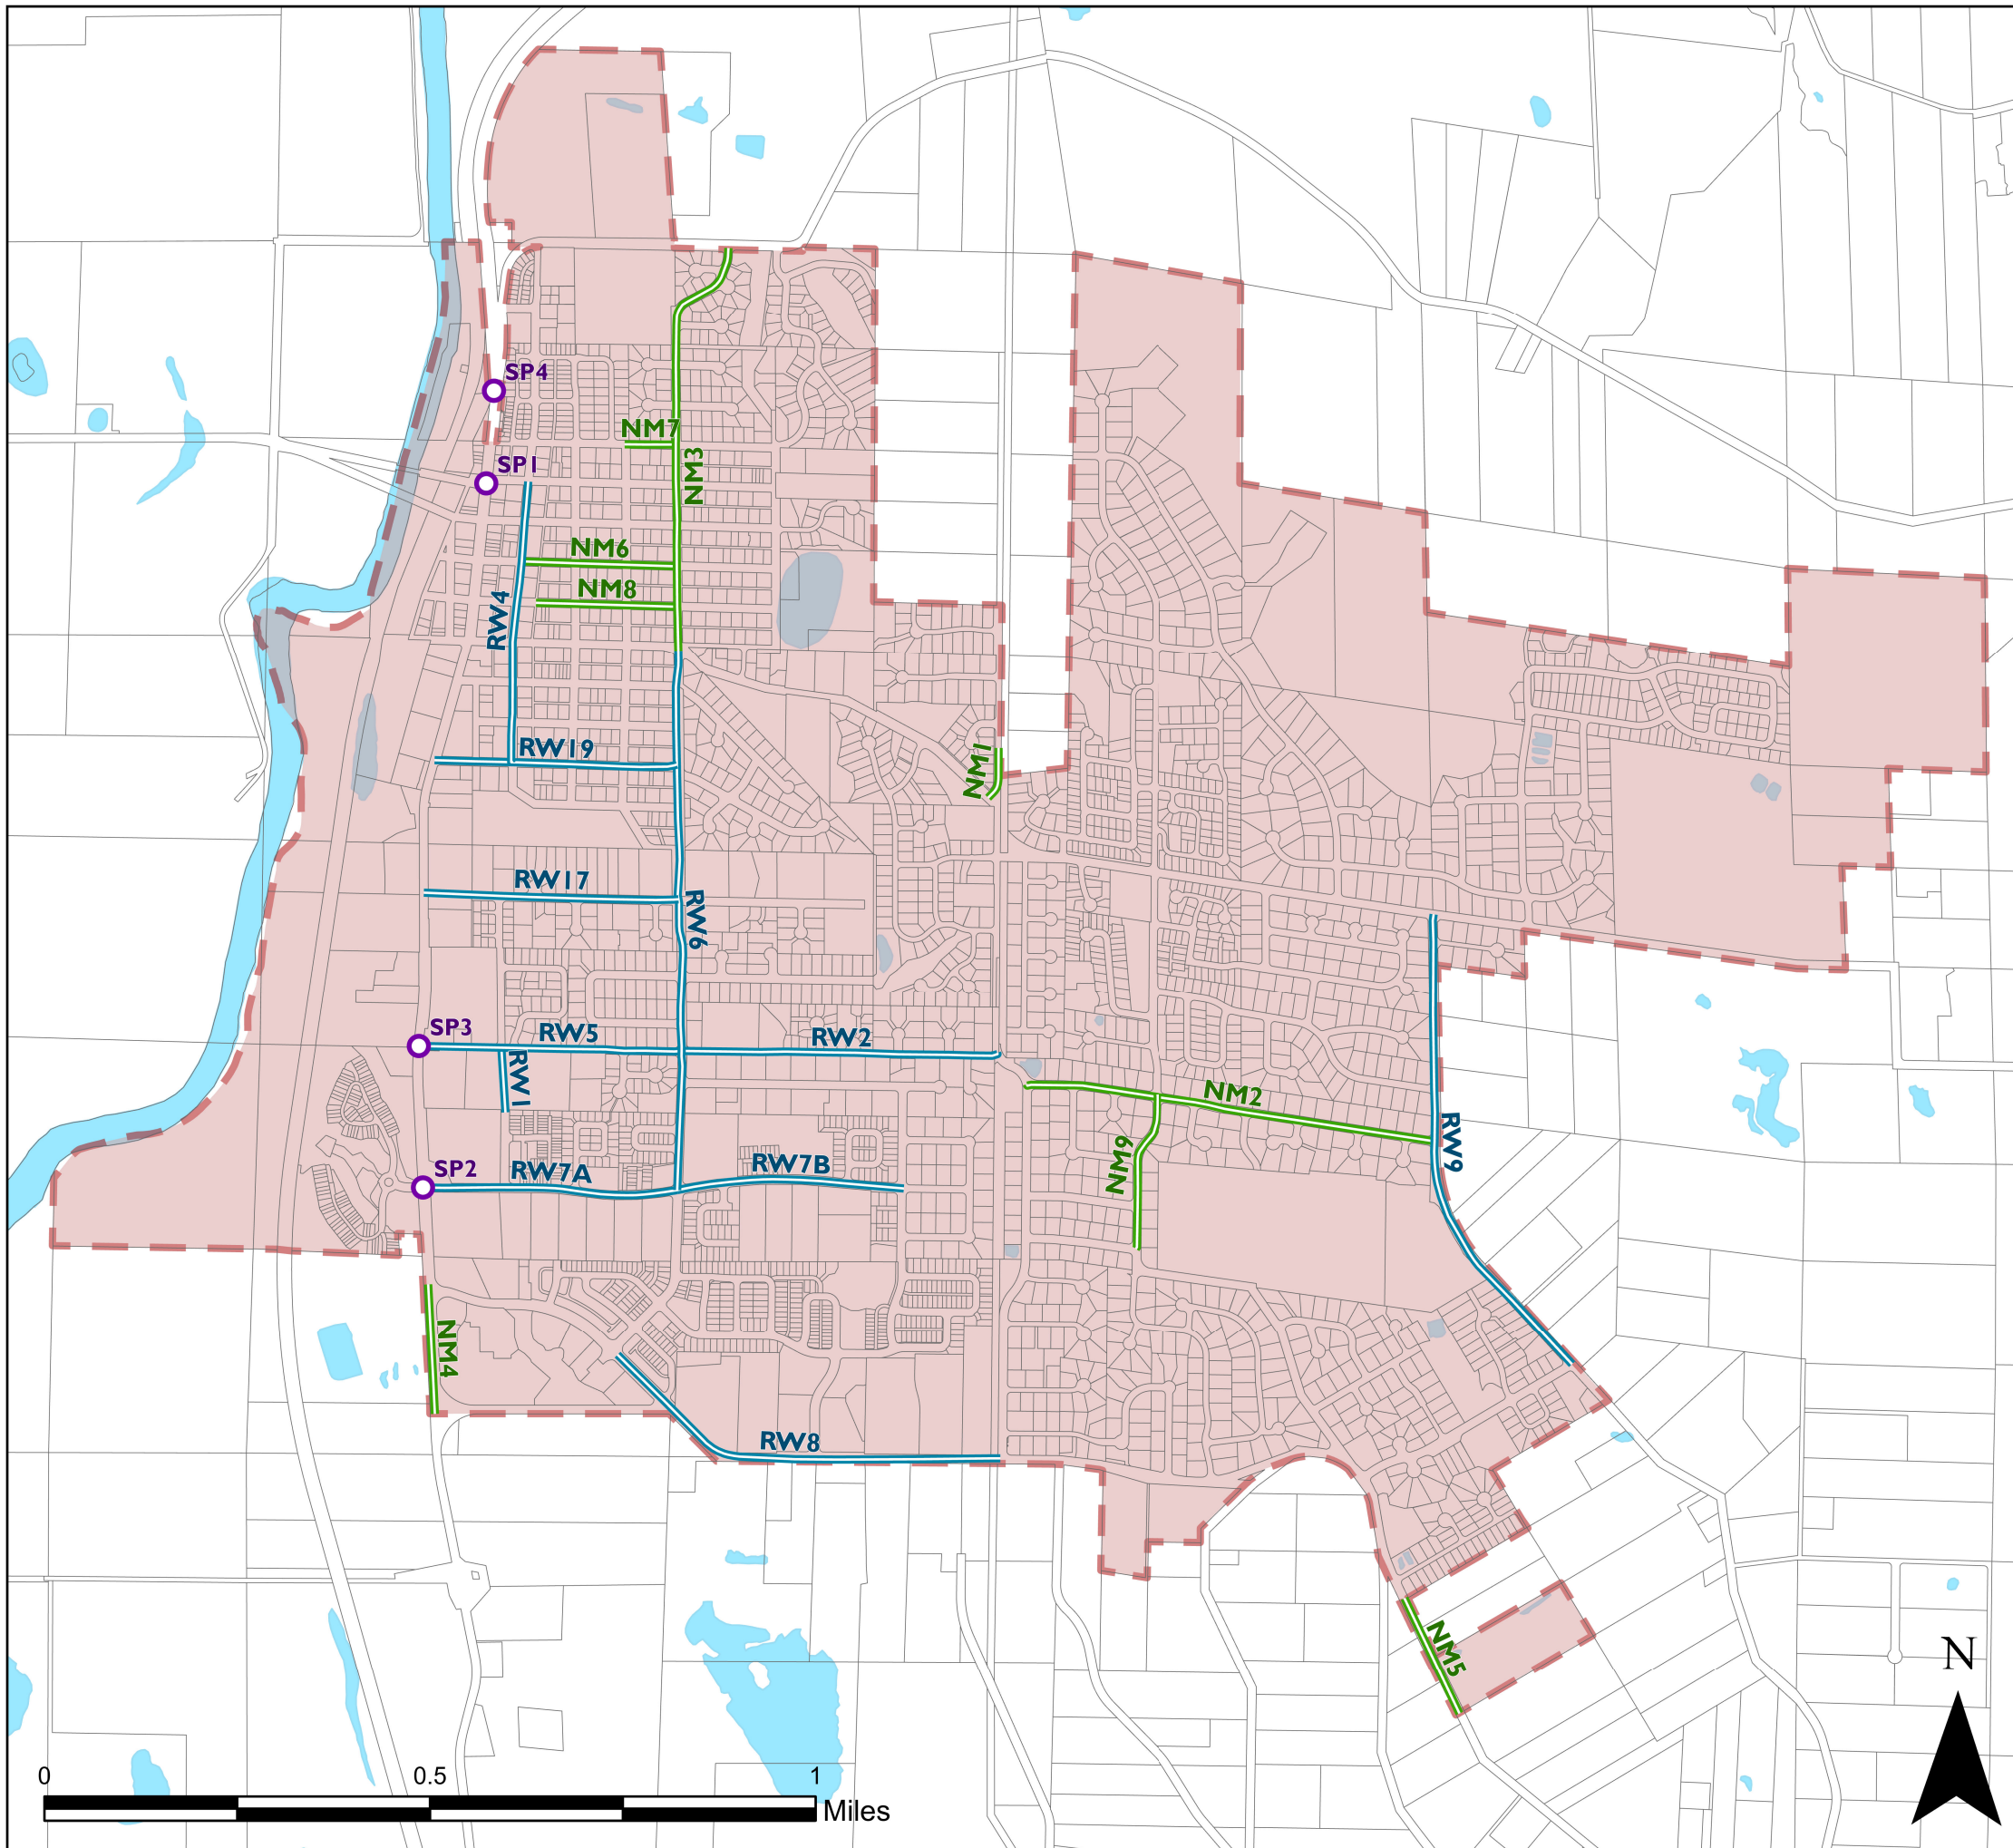 SP4
NM7
SP1
NM3
NM6
NM8
RW4
RW19
NM1
RW17
RW6
SP3
RW5
RW2
RW1
NM2
SP2
RW7A
RW7B
NM9
RW9
NM4
RW8
NM5
N
0
0.5
1
Miles